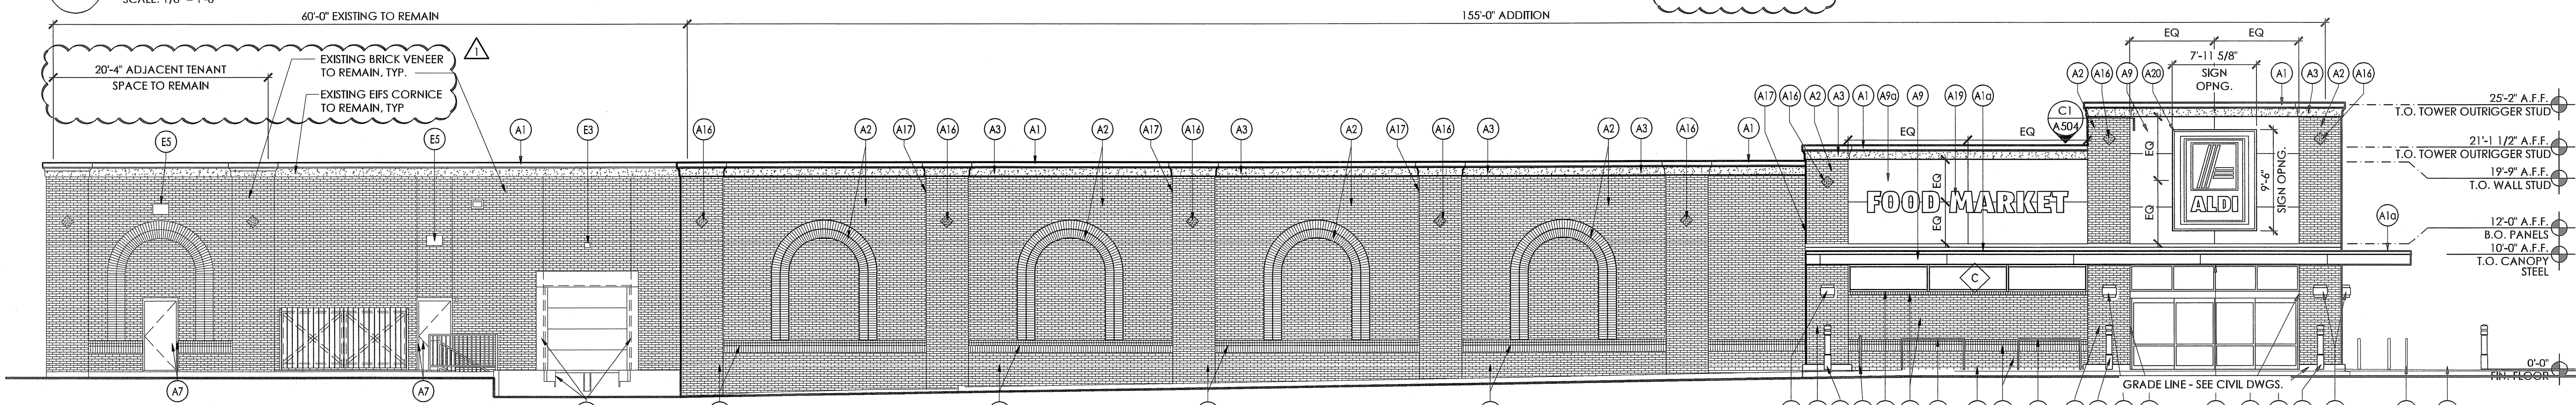 SCALE: 1/8" = 1'-0"
60'-0" EXISTING TO REMAIN
155'-0" ADDITION
1
20'-4" ADJACENT TENANT
SPACE TO REMAIN
EXISTING BRICK VENEER
TO REMAIN, TYP.
EXISTING EIFS CORNICE
TO REMAIN, TYP
EQ
EQ
7'-11 5/8"
SIGN
OPNG.
A2
A16
A9
A20
A1
A3
A2
A16
A17
A16
A2
A3
A1
A9a
A9
A19
A1a
C1
A504
E5
E5
A1
E3
A16
A2
A17
A16
A3
A1
A2
A17
A16
A3
A2
A17
A16
A3
A2
A3
A16
A1
EQ
EQ
EQ
EQ
EQ
EQ
FOOD MARKET
ALDI
9'-6"
SIGN OPNG.
25'-2" A.F.F.
T.O. TOWER OUTRIGGER STUD
21'-1 1/2" A.F.F.
T.O. TOWER OUTRIGGER STUD
19'-9" A.F.F.
T.O. WALL STUD
A1a
12'-0" A.F.F.
B.O. PANELS
10'-0" A.F.F.
T.O. CANOPY
STEEL
C
0'-0"
FIN. FLOOR
GRADE LINE - SEE CIVIL DWGS.
A7
A7